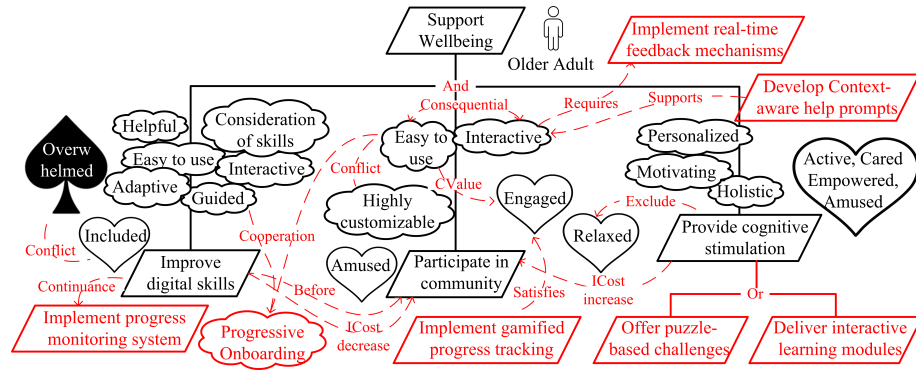 Support
Wellbeing
Older Adult
Implement real-time
feedback mechanisms
And
Consequential
Requires
Supports
Develop Context-
aware help prompts
Helpful
Consideration
of skills
Easy to use
Interactive
Adaptive
Guided
Overw
helmed
Easy to
use
Interactive
Conflict
CValue
Highly
customizable
Engaged
Personalized
Motivating
Holistic
Active, Cared
Empowered,
Amused
Exclude
Relaxed
Provide cognitive
stimulation
Conflict
Included
Cooperation
Improve
digital skills
Continuance
Before
Amused
Participate in
community
Satisfies
ICost
increase
ICost
decrease
Or
Implement progress
monitoring system
Progressive
Onboarding
Implement gamified
progress tracking
Offer puzzle-
based challenges
Deliver interactive
learning modules